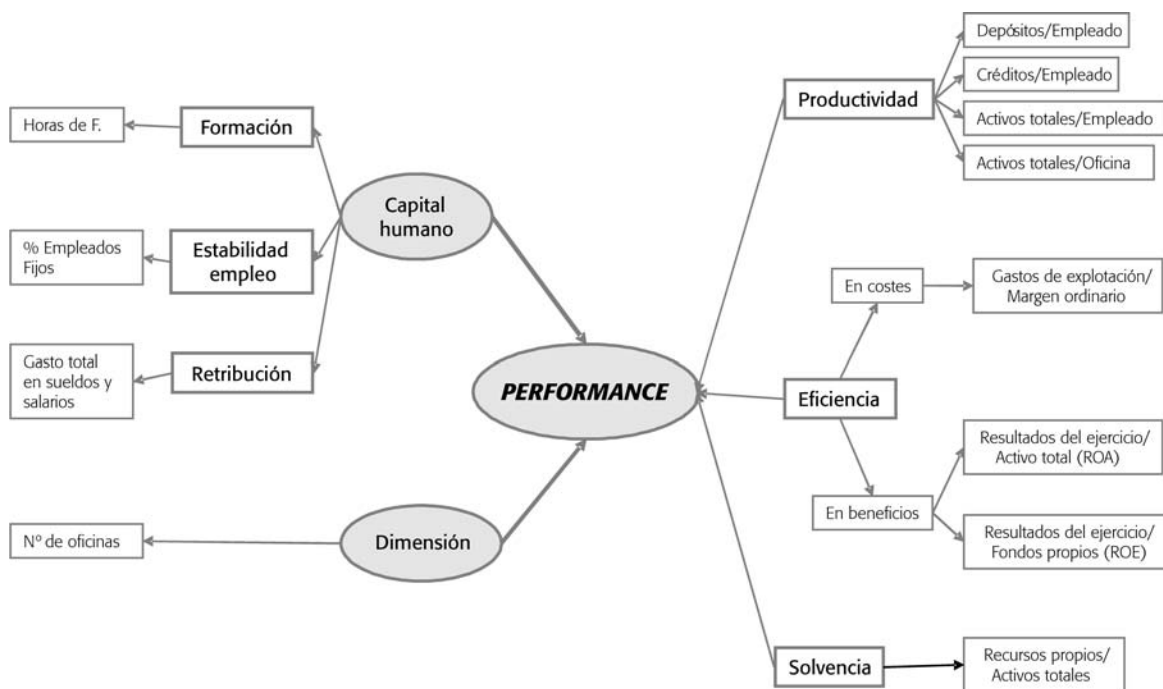 Depósitos/Empleado
Créditos/Empleado
Productividad
Activos totales/Empleado
Activos totales/Oficina
Horas de F.
Formación
Capital
humano
% Empleados
Fijos
Estabilidad
empleo
En costes
Gastos de explotación/
Margen ordinario
Gasto total
en sueldos y
salarios
Retribución
PERFORMANCE
Eficiencia
Resultados del ejercicio/
Activo total (ROA)
En beneficios
Resultados del ejercicio/
Fondos propios (ROE)
Nº de oficinas
Dimensión
Solvencia
Recursos propios/
Activos totales